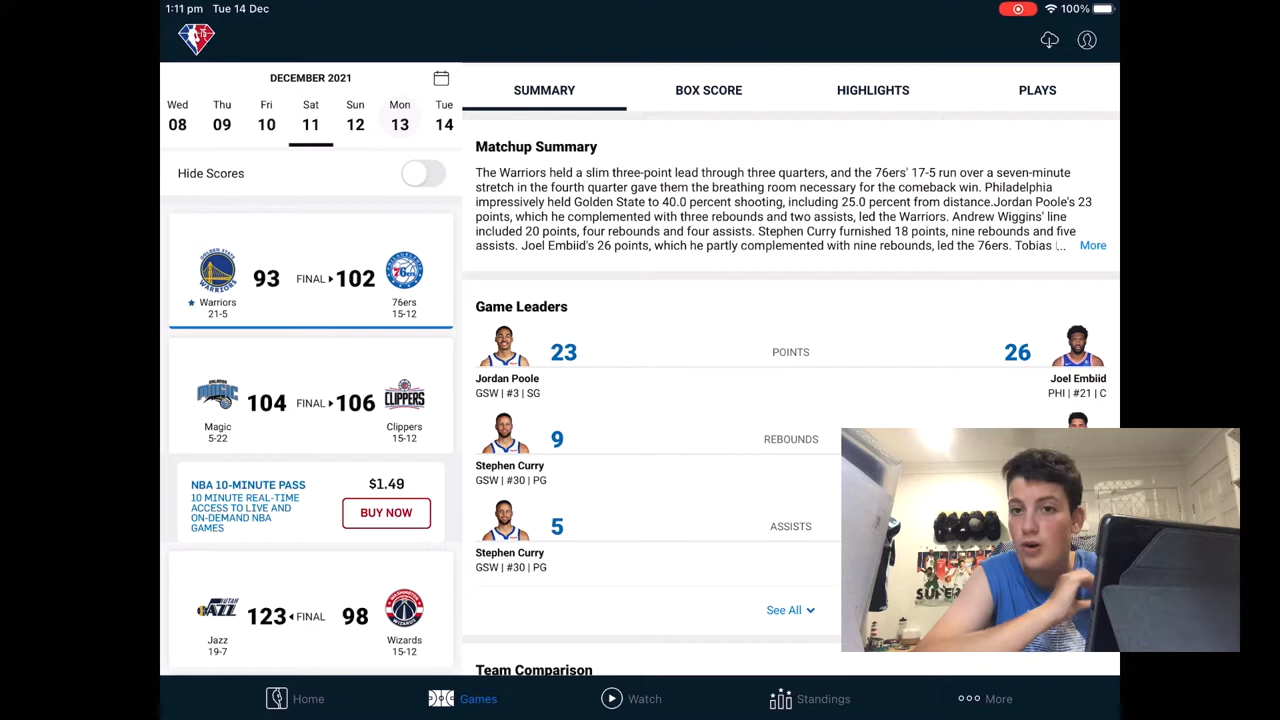 1:11 pm Tue 14 Dec
100%
DECEMBER 2021
Wed Thu Fri Sat Sun Mon Tue
08 09 10 11 12 13 14
Hide Scores
GOLDEN STATE WARRIORS
93 FINAL 102
76ers
Warriors
21-5
76ers
15-12
MAGIC
104 FINAL 106
CLIPPERS
Magic
5-22
Clippers
15-12
NBA 10-MINUTE PASS
10 MINUTE REAL-TIME
ACCESS TO LIVE AND
ON-DEMAND NBA
GAMES
$1.49
BUY NOW
UTAH JAZZ
123 FINAL 98
Jazz
19-7
Wizards
15-12
SUMMARY BOX SCORE HIGHLIGHTS PLAYS
Matchup Summary
The Warriors held a slim three-point lead through three quarters, and the 76ers' 17-5 run over a seven-minute
stretch in the fourth quarter gave them the breathing room necessary for the comeback win. Philadelphia
impressively held Golden State to 40.0 percent shooting, including 25.0 percent from distance.Jordan Poole's 23
points, which he complemented with three rebounds and two assists, led the Warriors. Andrew Wiggins' line
included 20 points, four rebounds and four assists. Stephen Curry furnished 18 points, nine rebounds and five
assists. Joel Embiid's 26 points, which he partly complemented with nine rebounds, led the 76ers. Tobias l... More
Game Leaders
23 POINTS 26
Jordan Poole
GSW | #3 | SG
Joel Embiid
PHI | #21 | C
9 REBOUNDS
Stephen Curry
GSW | #30 | PG
5 ASSISTS
Stephen Curry
GSW | #30 | PG
See All
Team Comparison
SUPER
Home Games Watch Standings More